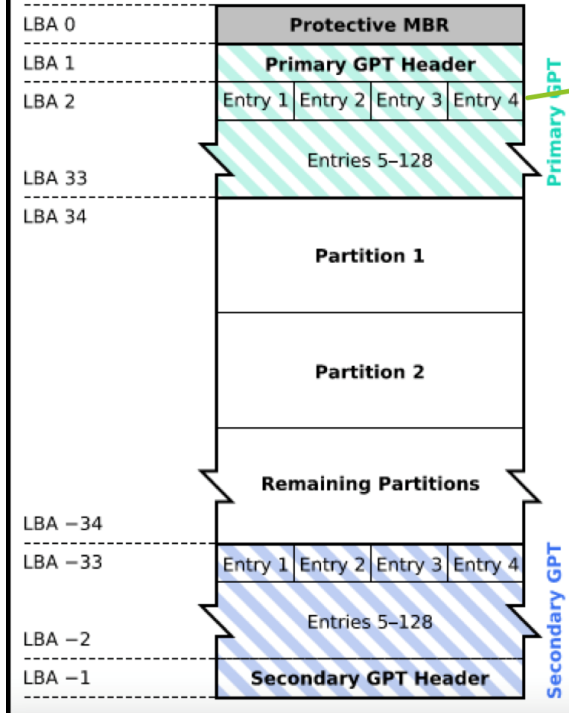 LBA 0
Protective MBR
LBA 1
Primary GPT Header
LBA 2
Entry 1 Entry 2 Entry 3 Entry 4
Entries 5–128
LBA 33
Primary GPT
LBA 34
Partition 1
Partition 2
Remaining Partitions
LBA −34
LBA −33
Entry 1 Entry 2 Entry 3 Entry 4
Entries 5–128
LBA −2
LBA −1
Secondary GPT Header
Secondary GPT